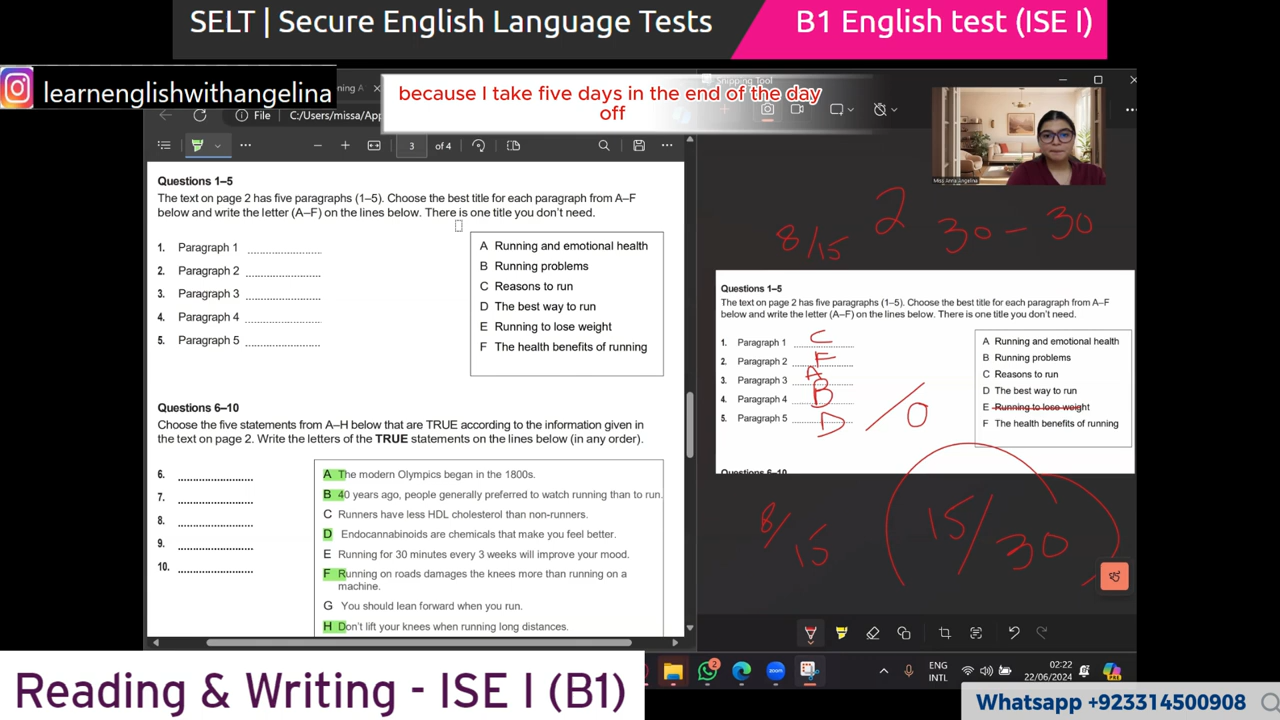 SELT | Secure English Language Tests
B1 English test (ISE I)
learnenglishwithangelina
because I take five days in the end of the day
off
Snipping Tool
File
C:/Users/missa/App
3
of 4
Miss Anna Angelina
Questions 1–5
The text on page 2 has five paragraphs (1–5). Choose the best title for each paragraph from A–F
below and write the letter (A–F) on the lines below. There is one title you don't need.
1. Paragraph 1
2. Paragraph 2
3. Paragraph 3
4. Paragraph 4
5. Paragraph 5
A Running and emotional health
B Running problems
C Reasons to run
D The best way to run
E Running to lose weight
F The health benefits of running
Questions 6–10
Choose the five statements from A–H below that are TRUE according to the information given in
the text on page 2. Write the letters of the TRUE statements on the lines below (in any order).
6.
7.
8.
9.
10.
A The modern Olympics began in the 1800s.
B 40 years ago, people generally preferred to watch running than to run.
C Runners have less HDL cholesterol than non-runners.
D Endocannabinoids are chemicals that make you feel better.
E Running for 30 minutes every 3 weeks will improve your mood.
F Running on roads damages the knees more than running on a
machine.
G You should lean forward when you run.
H Don't lift your knees when running long distances.
8/15
2
30 – 30
Questions 1–5
The text on page 2 has five paragraphs (1–5). Choose the best title for each paragraph from A–F
below and write the letter (A–F) on the lines below. There is one title you don't need.
1. Paragraph 1 C
2. Paragraph 2 F
3. Paragraph 3 A
4. Paragraph 4 B
5. Paragraph 5 D
/0
A Running and emotional health
B Running problems
C Reasons to run
D The best way to run
E Running to lose weight
F The health benefits of running
Questions 6–10
8/15
15/30
2
ENG
INTL
02:22
22/06/2024
Reading & Writing - ISE I (B1)
Whatsapp +923314500908